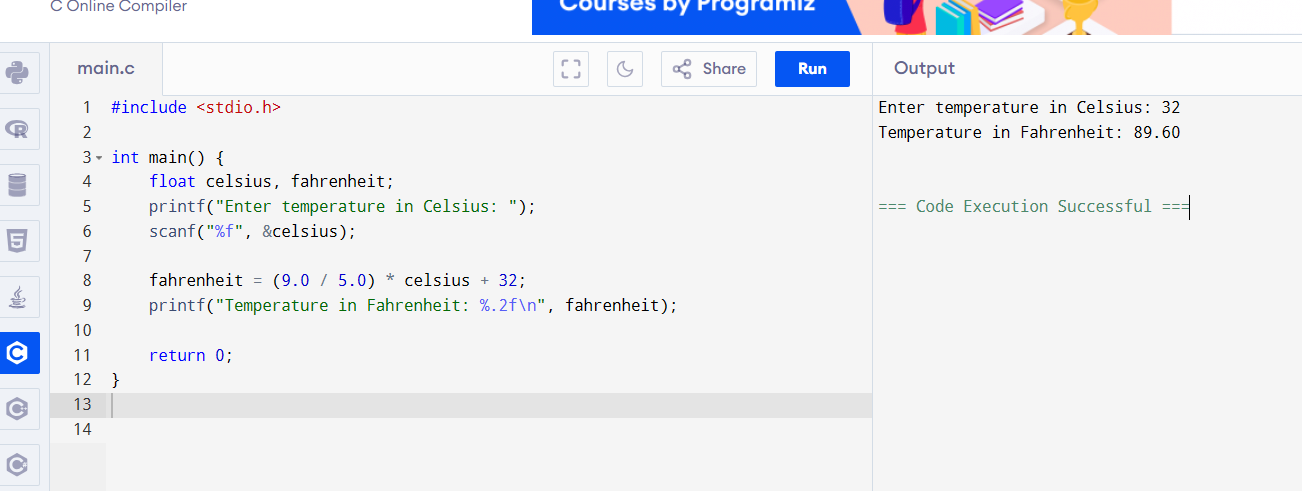 C Online Compiler
Courses by Programiz
main.c
Share
Run
Output
1 #include <stdio.h>
2
3 int main() {
4     float celsius, fahrenheit;
5     printf("Enter temperature in Celsius: ");
6     scanf("%f", &celsius);
7
8     fahrenheit = (9.0 / 5.0) * celsius + 32;
9     printf("Temperature in Fahrenheit: %.2f\n", fahrenheit);
10
11     return 0;
12 }
13
14
Enter temperature in Celsius: 32
Temperature in Fahrenheit: 89.60
=== Code Execution Successful ===